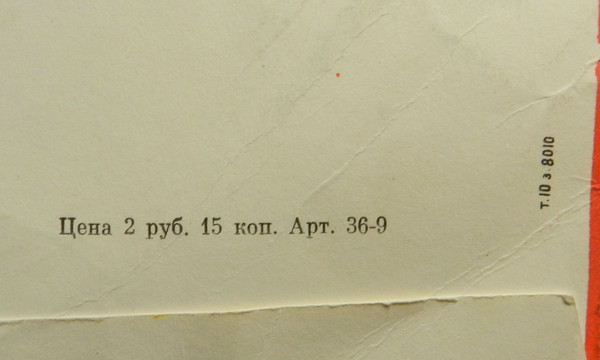 Цена 2 руб. 15 коп. Арт. 36-9
т.10 з.8010